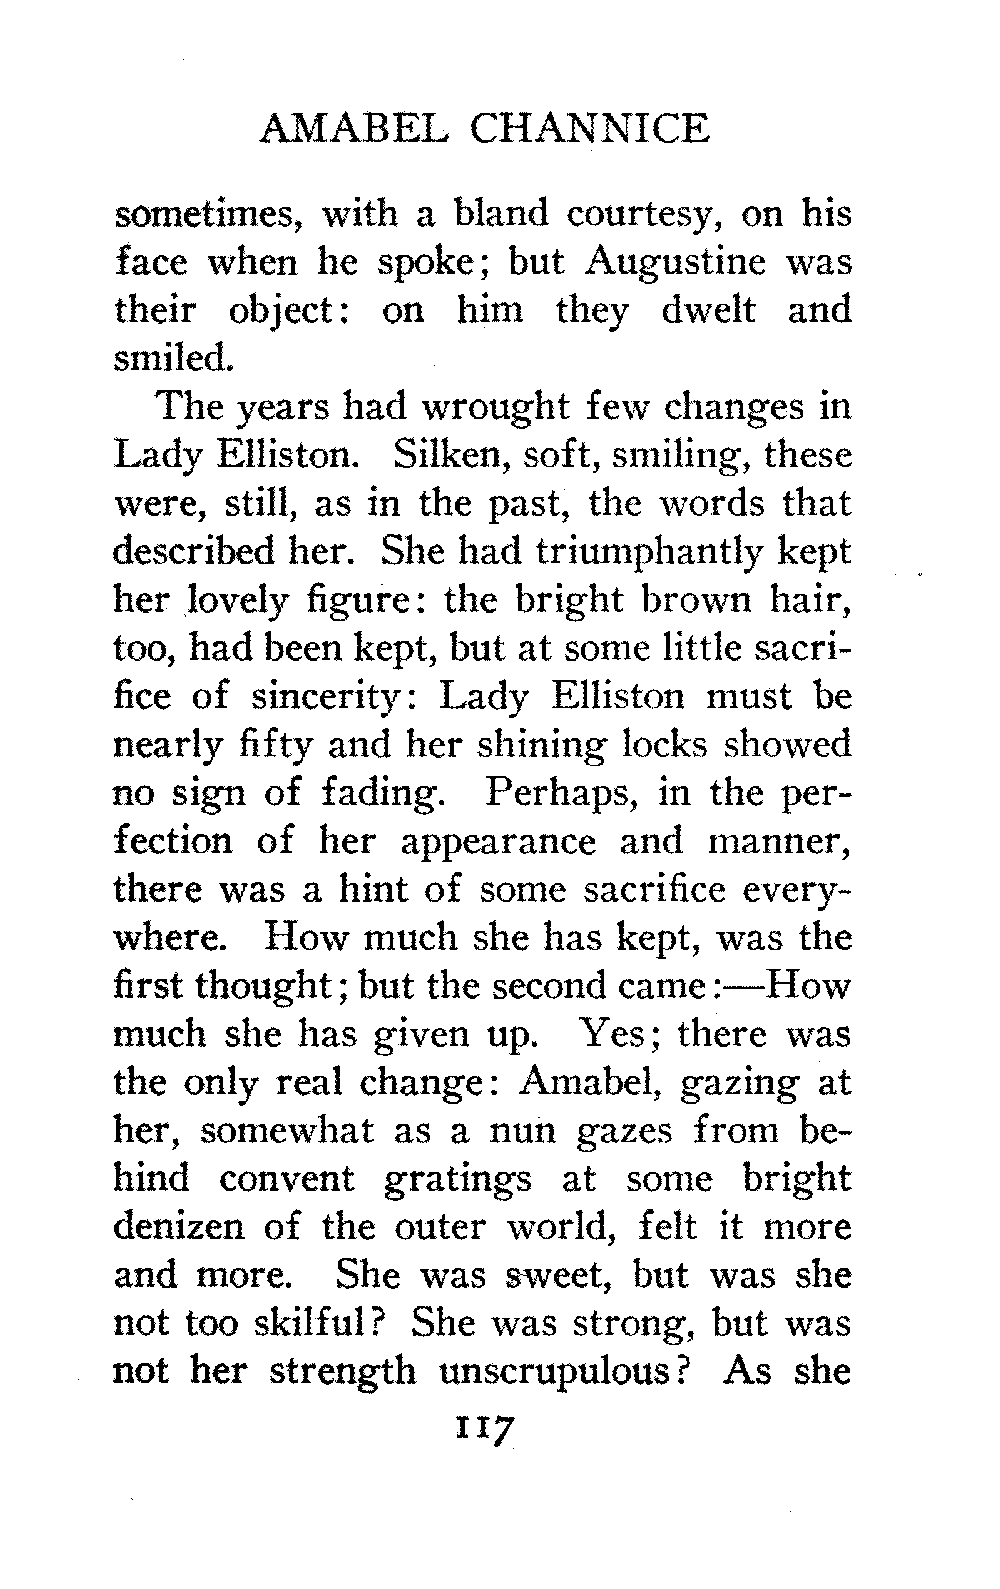 AMABEL CHANNICE
sometimes, with a bland courtesy, on his
face when he spoke; but Augustine was
their object: on him they dwelt and
smiled.
The years had wrought few changes in
Lady Elliston. Silken, soft, smiling, these
were, still, as in the past, the words that
described her. She had triumphantly kept
her lovely figure: the bright brown hair,
too, had been kept, but at some little sacri-
fice of sincerity: Lady Elliston must be
nearly fifty and her shining locks showed
no sign of fading. Perhaps, in the per-
fection of her appearance and manner,
there was a hint of some sacrifice every-
where. How much she has kept, was the
first thought; but the second came:—How
much she has given up. Yes; there was
the only real change: Amabel, gazing at
her, somewhat as a nun gazes from be-
hind convent gratings at some bright
denizen of the outer world, felt it more
and more. She was sweet, but was she
not too skilful? She was strong, but was
not her strength unscrupulous? As she
117